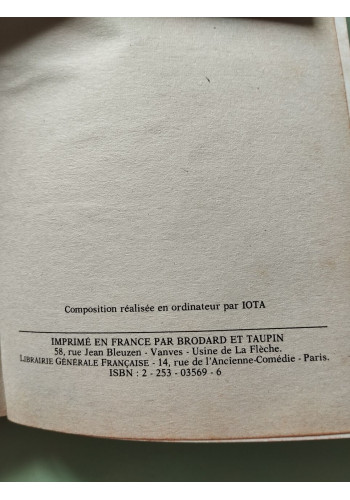 Composition réalisée en ordinateur par IOTA
IMPRIMÉ EN FRANCE PAR BRODARD ET TAUPIN
58, rue Jean Bleuzen - Vanves - Usine de La Flèche.
LIBRAIRIE GÉNÉRALE FRANÇAISE - 14, rue de l'Ancienne-Comédie - Paris.
ISBN : 2 - 253 - 03569 - 6